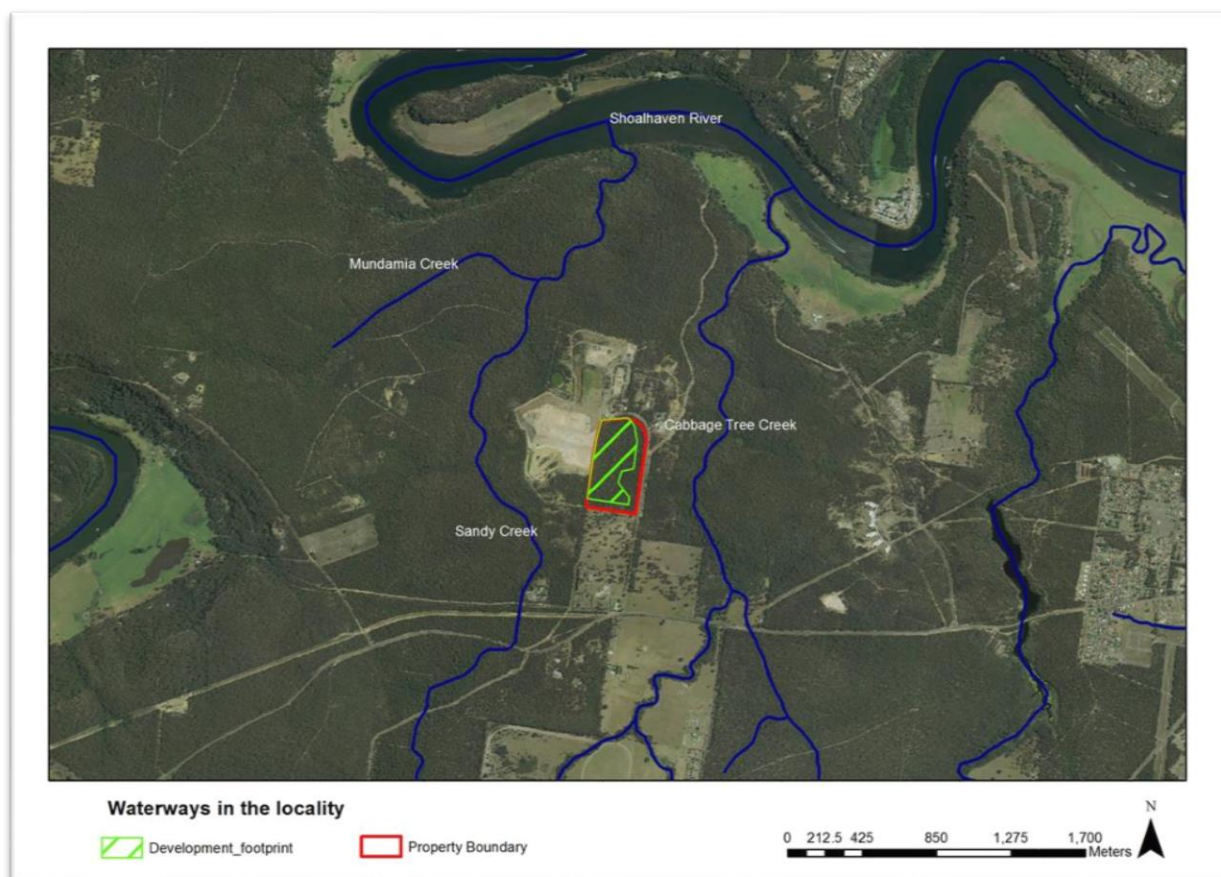 Shoalhaven River
Mundamia Creek
Cabbage Tree Creek
Sandy Creek
Waterways in the locality
Development_footprint
Property Boundary
0 212.5 425 850 1,275 1,700
Meters
N